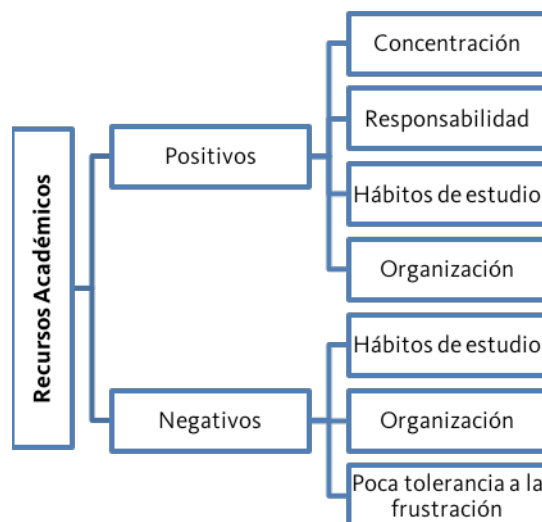 Recursos Académicos
Positivos
Concentración
Responsabilidad
Hábitos de estudio
Organización
Negativos
Hábitos de estudio
Organización
Poca tolerancia a la
frustración